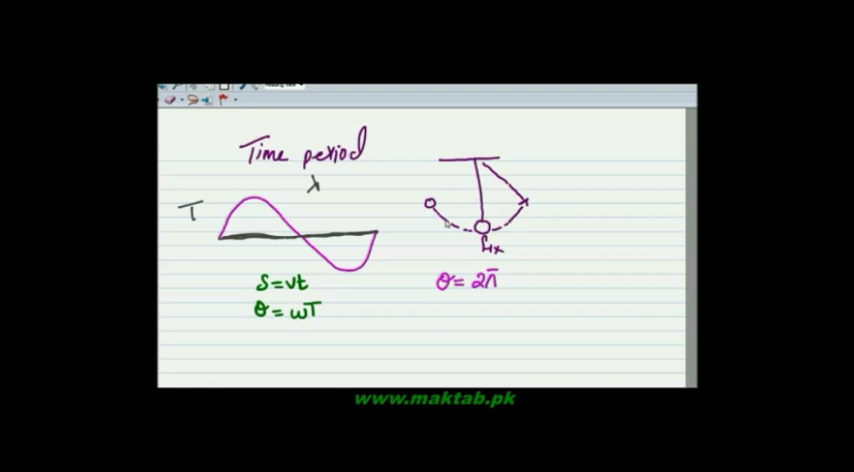 Time period
λ
T
S = vt
θ = ωT
θ = 2π
www.maktab.pk